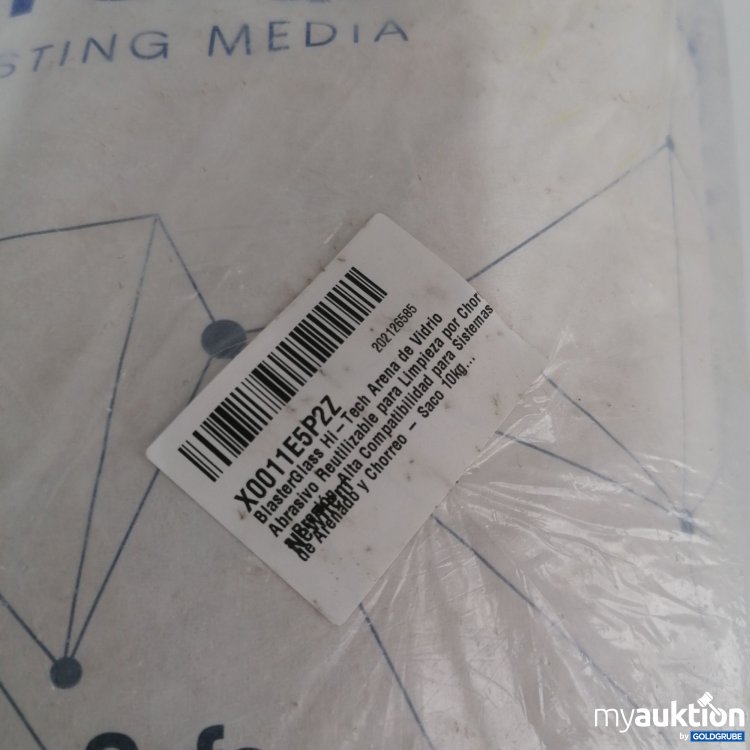 STING MEDIA
202126585
X0011E5P2Z
BlasterGlass Hi-Tech Arena de Vidrio
Abrasivo Reutilizable para Limpieza por Chor
Alta Compatibilidad para Sistemas
de Arenado y Chorreo - Saco 10kg...
myauktion
by GOLDGRUBE